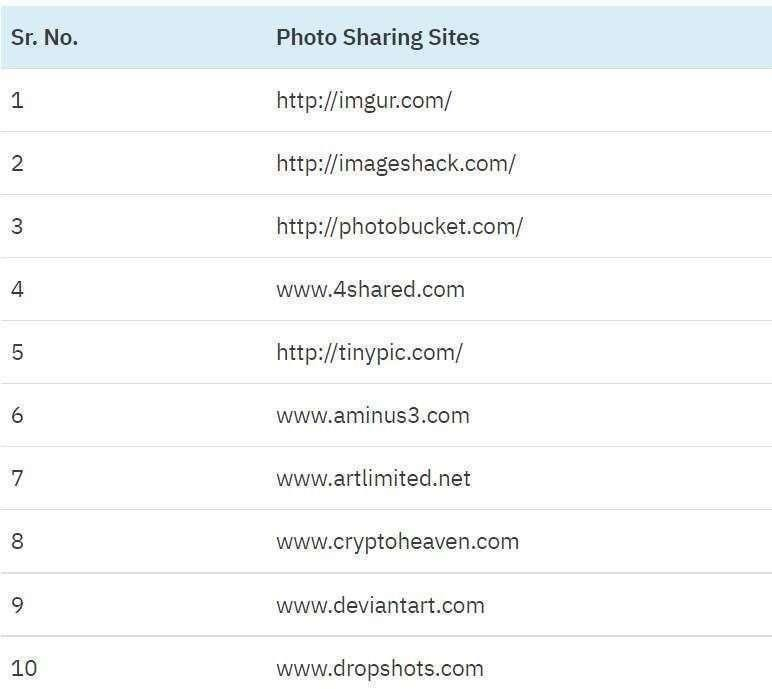 Sr. No. Photo Sharing Sites
1 http://imgur.com/
2 http://imageshack.com/
3 http://photobucket.com/
4 www.4shared.com
5 http://tinypic.com/
6 www.aminus3.com
7 www.artlimited.net
8 www.cryptoheaven.com
9 www.deviantart.com
10 www.dropshots.com